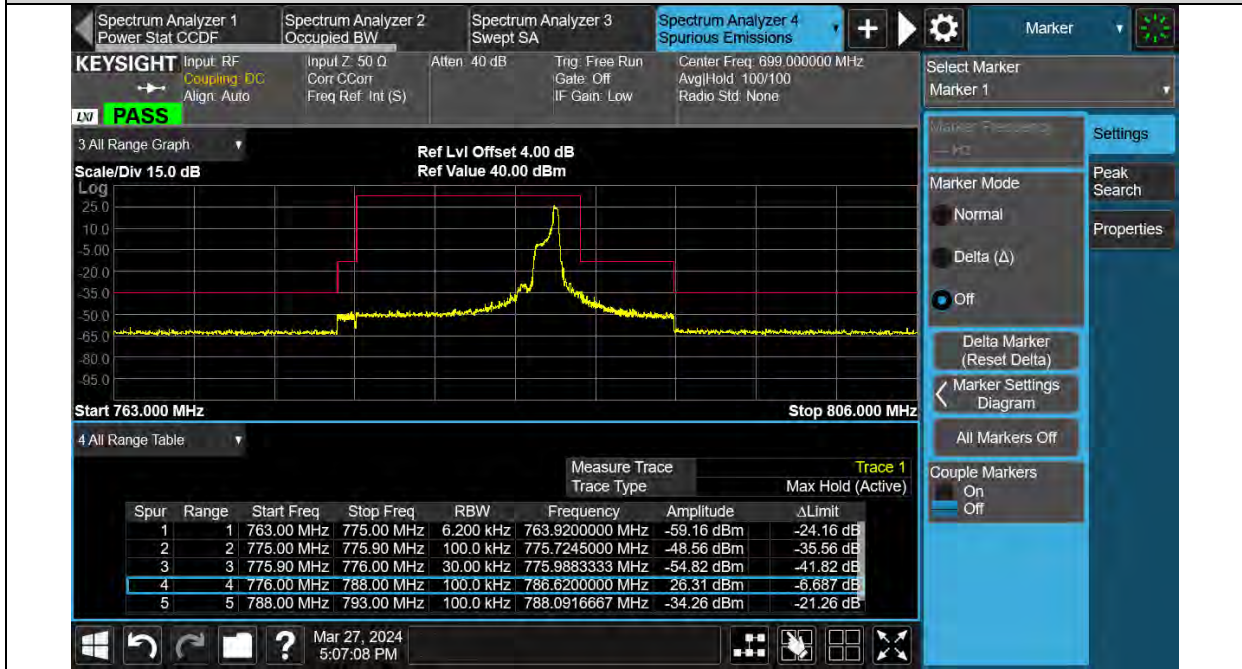 Spectrum Analyzer 1
Power Stat CCDF
Spectrum Analyzer 2
Occupied BW
Spectrum Analyzer 3
Swept SA
Spectrum Analyzer 4
Spurious Emissions
+
Marker
KEYSIGHT
Input: RF
Coupling: DC
Align: Auto
Input Z: 50 Ω
Corr CCorr
Freq Ref: Int (S)
Atten: 40 dB
Trig: Free Run
Gate: Off
IF Gain: Low
Center Freq: 699.000000 MHz
Avg|Hold: 100/100
Radio Std: None
LXI
PASS
Select Marker
Marker 1
Marker Frequency
--- Hz
Settings
Peak
Search
Properties
Marker Mode
Normal
Delta (Δ)
Off
Delta Marker
(Reset Delta)
Marker Settings
Diagram
All Markers Off
Couple Markers
On
Off
3 All Range Graph
Scale/Div 15.0 dB
Ref Lvl Offset 4.00 dB
Ref Value 40.00 dBm
Log
25.0
10.0
-5.00
-20.0
-35.0
-50.0
-65.0
-80.0
-95.0
Start 763.000 MHz
Stop 806.000 MHz
4 All Range Table
Measure Trace Trace 1
Trace Type Max Hold (Active)
Spur Range Start Freq Stop Freq RBW Frequency Amplitude ΔLimit
1 1 763.00 MHz 775.00 MHz 6.200 kHz 763.9200000 MHz -59.16 dBm -24.16 dB
2 2 775.00 MHz 775.90 MHz 100.0 kHz 775.7245000 MHz -48.56 dBm -35.56 dB
3 3 775.90 MHz 776.00 MHz 30.00 kHz 775.9883333 MHz -54.82 dBm -41.82 dB
4 4 776.00 MHz 788.00 MHz 100.0 kHz 786.6200000 MHz 26.31 dBm -6.687 dB
5 5 788.00 MHz 793.00 MHz 100.0 kHz 788.0916667 MHz -34.26 dBm -21.26 dB
?
Mar 27, 2024
5:07:08 PM